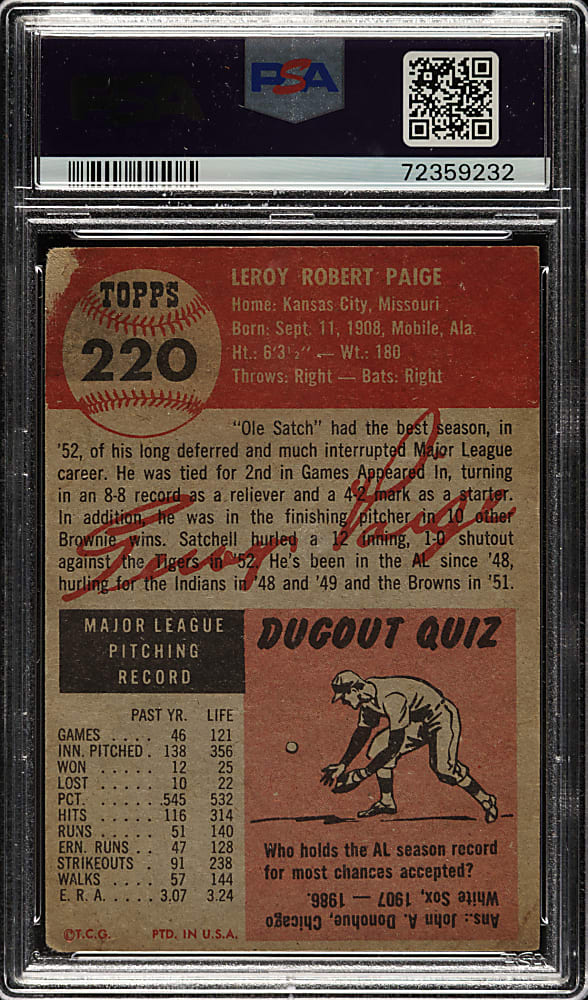 PSA
72359232
TOPPS
220
LEROY ROBERT PAIGE
Home: Kansas City, Missouri
Born: Sept. 11, 1908, Mobile, Ala.
Ht.: 6'3½" — Wt.: 180
Throws: Right — Bats: Right
"Ole Satch" had the best season, in
'52, of his long deferred and much interrupted Major League
career. He was tied for 2nd in Games Appeared In, turning
in an 8-8 record as a reliever and a 4-2 mark as a starter.
In addition, he was in the finishing pitcher in 10 other
Brownie wins. Satchell hurled a 12 inning, 1-0 shutout
against the Tigers in '52. He's been in the AL since '48,
hurling for the Indians in '48 and '49 and the Browns in '51.
Leroy Paige
MAJOR LEAGUE
PITCHING
RECORD
PAST YR. LIFE
GAMES .... 46 121
INN. PITCHED . 138 356
WON ..... 12 25
LOST ..... 10 22
PCT. ..... .545 532
HITS ..... 116 314
RUNS ..... 51 140
ERN. RUNS .. 47 128
STRIKEOUTS . 91 238
WALKS .... 57 144
E. R. A. .... 3.07 3.24
©T.C.G. PTD. IN U.S.A.
DUGOUT QUIZ
Who holds the AL season record
for most chances accepted?
Ans.: John A. Donohue, Chicago
White Sox, 1907 — 1986.